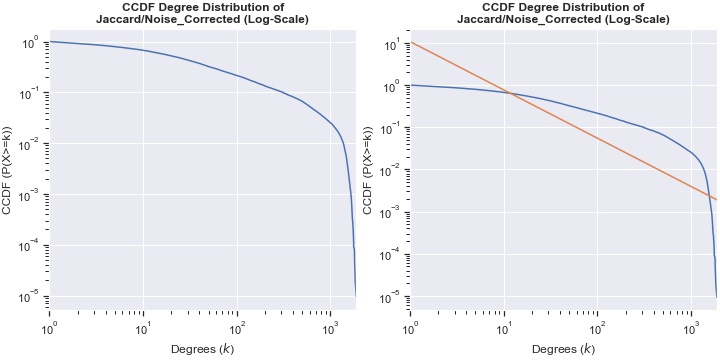 CCDF Degree Distribution of
Jaccard/Noise_Corrected (Log-Scale)
CCDF (P(X>=k))
10^0
10^-1
10^-2
10^-3
10^-4
10^-5
10^0
10^1
10^2
10^3
Degrees (k)
CCDF Degree Distribution of
Jaccard/Noise_Corrected (Log-Scale)
CCDF (P(X>=k))
10^1
10^0
10^-1
10^-2
10^-3
10^-4
10^-5
10^0
10^1
10^2
10^3
Degrees (k)